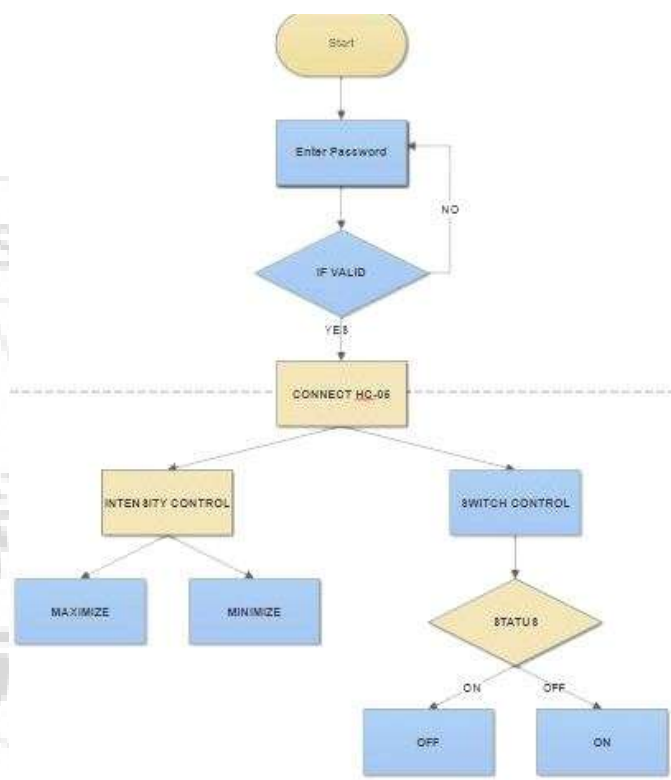 Start
Enter Password
NO
IF VALID
YES
CONNECT HC-05
INTENSITY CONTROL
SWITCH CONTROL
MAXIMIZE
MINIMIZE
STATUS
ON
OFF
OFF
ON